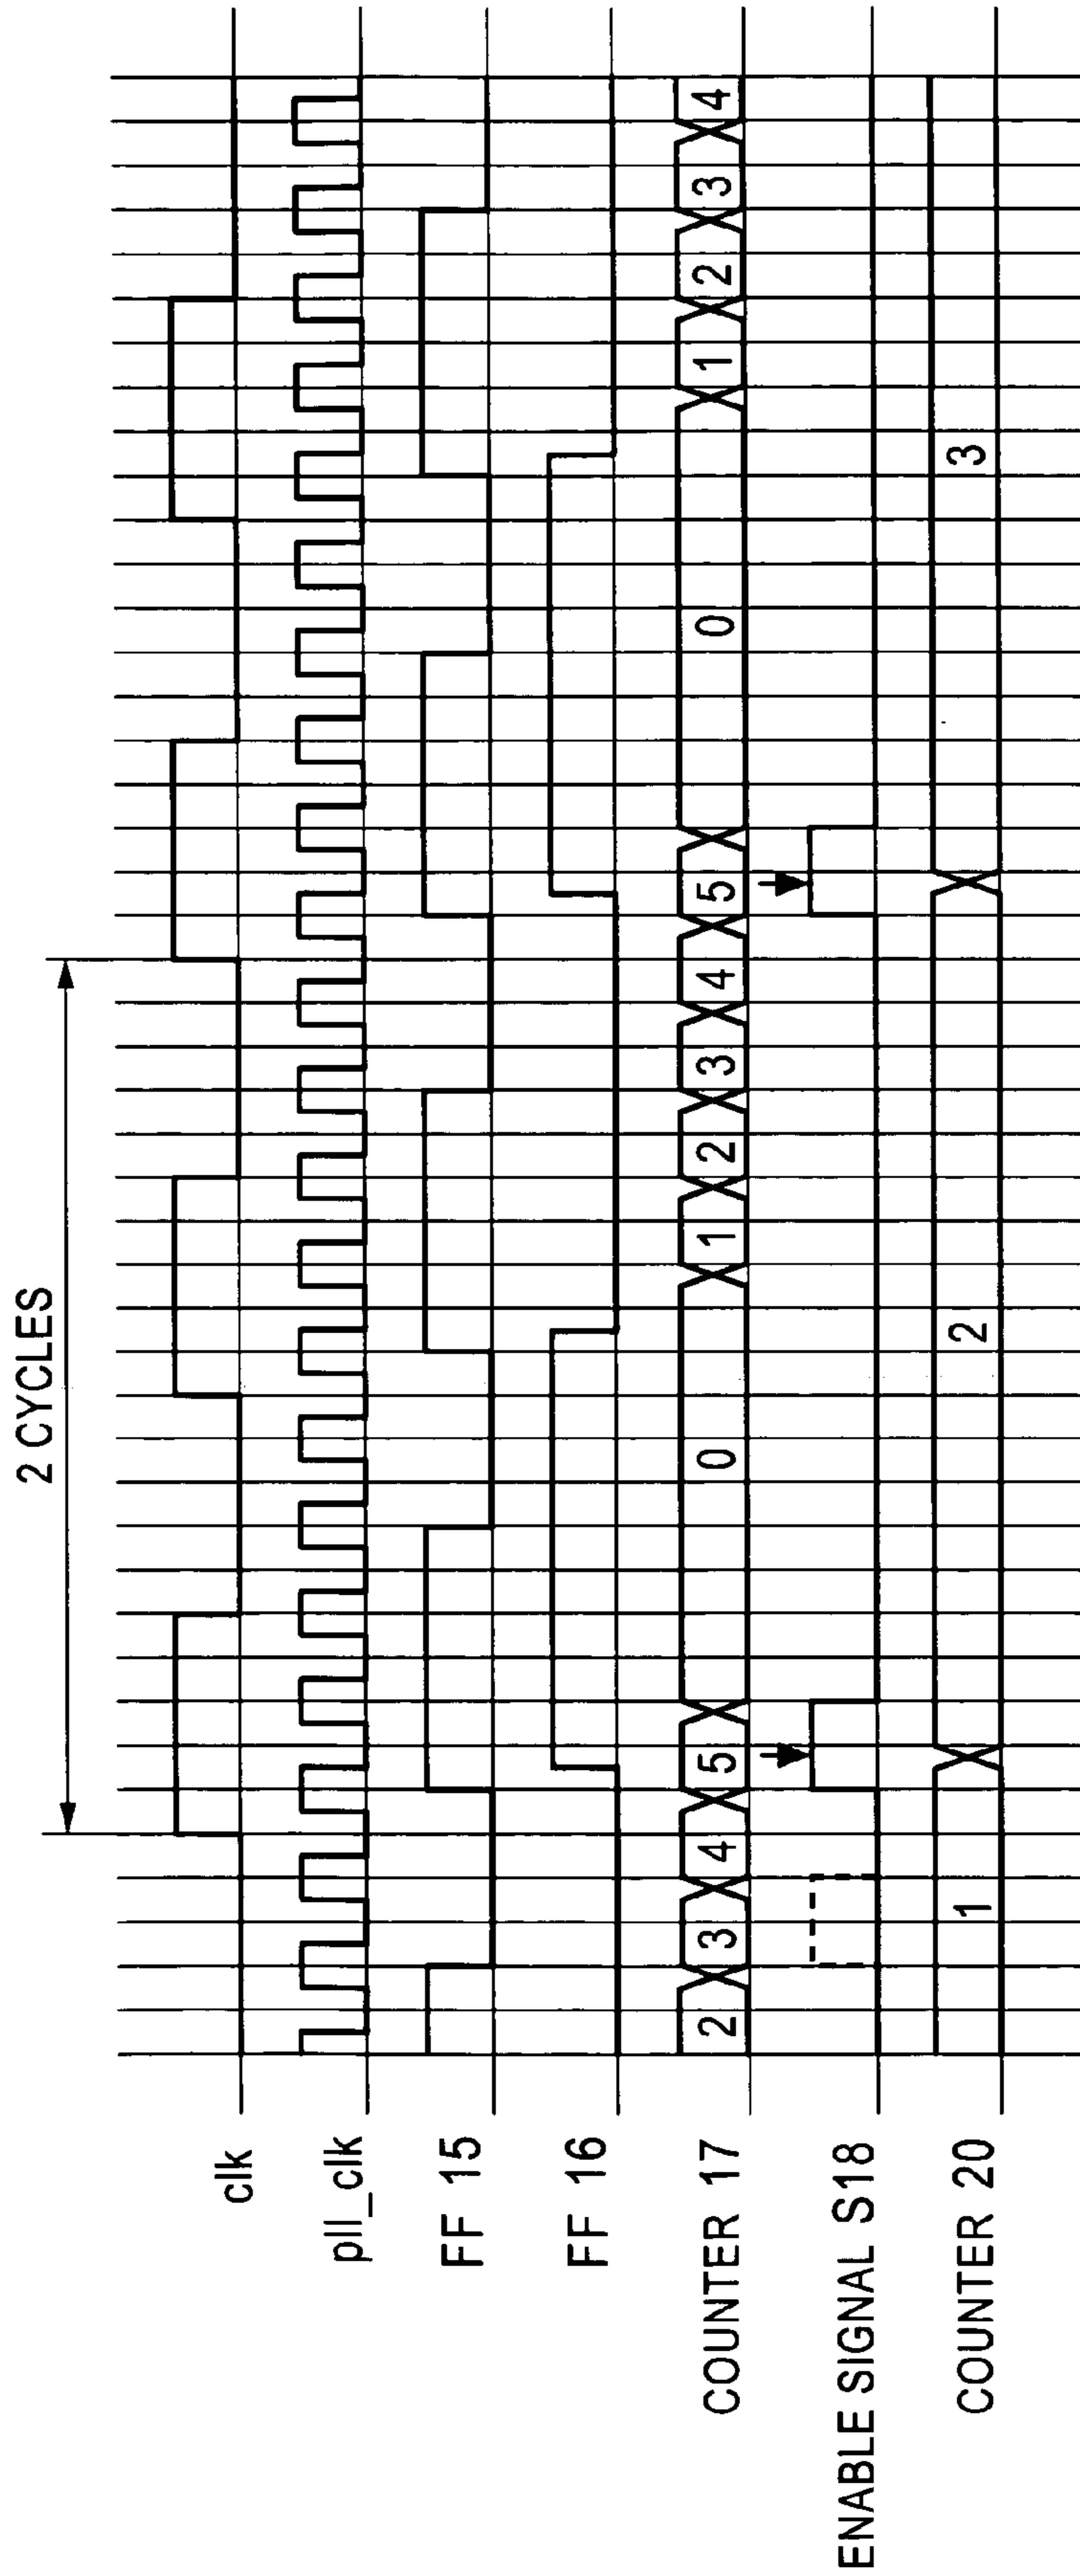 2 CYCLES
clk
pll_clk
FF 15
FF 16
COUNTER 17 2 3 4 5 0 1 2 3 4 5 0 1 2 3 4
ENABLE SIGNAL S18
COUNTER 20 1 2 3